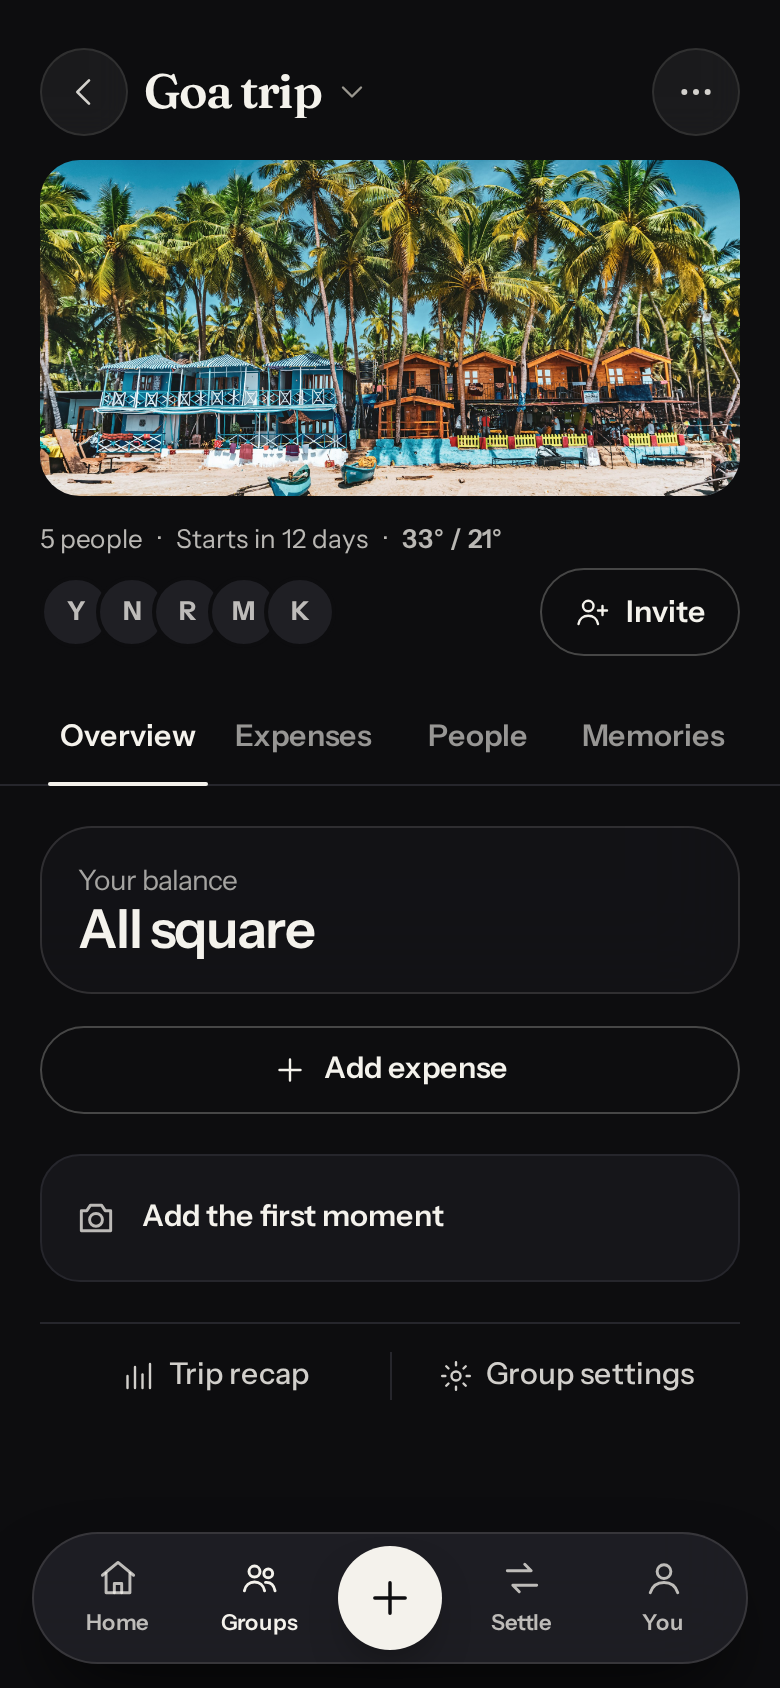 Goa trip
5 people · Starts in 12 days · 33° / 21°
Y N R M K
Invite
Overview Expenses People Memories
Your balance
All square
Add expense
Add the first moment
Trip recap Group settings
Home Groups Settle You